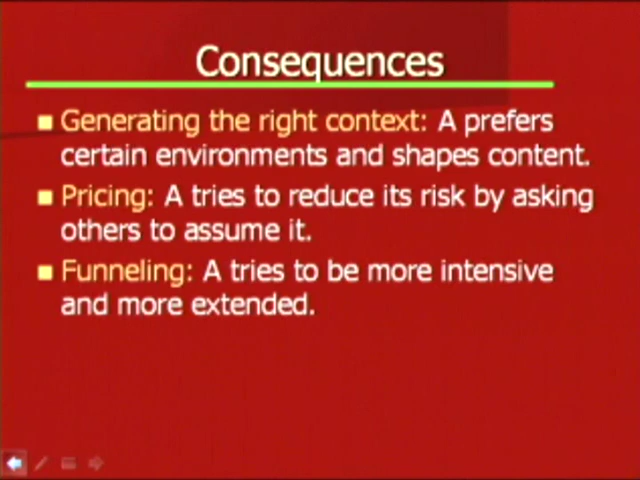 Consequences
Generating the right context: A prefers
certain environments and shapes content.
Pricing: A tries to reduce its risk by asking
others to assume it.
Funneling: A tries to be more intensive
and more extended.